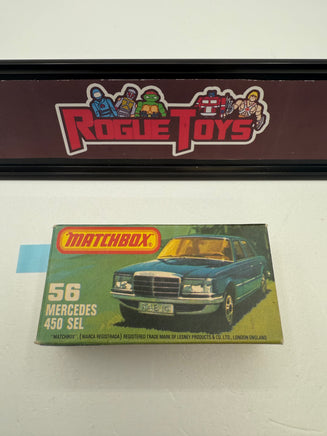 ROGUE TOYS
MATCHBOX
56
MERCEDES
450 SEL
"MATCHBOX" (MARCA REGISTRADA) REGISTERED TRADE MARK OF LESNEY PRODUCTS & CO. LTD., LONDON ENGLAND